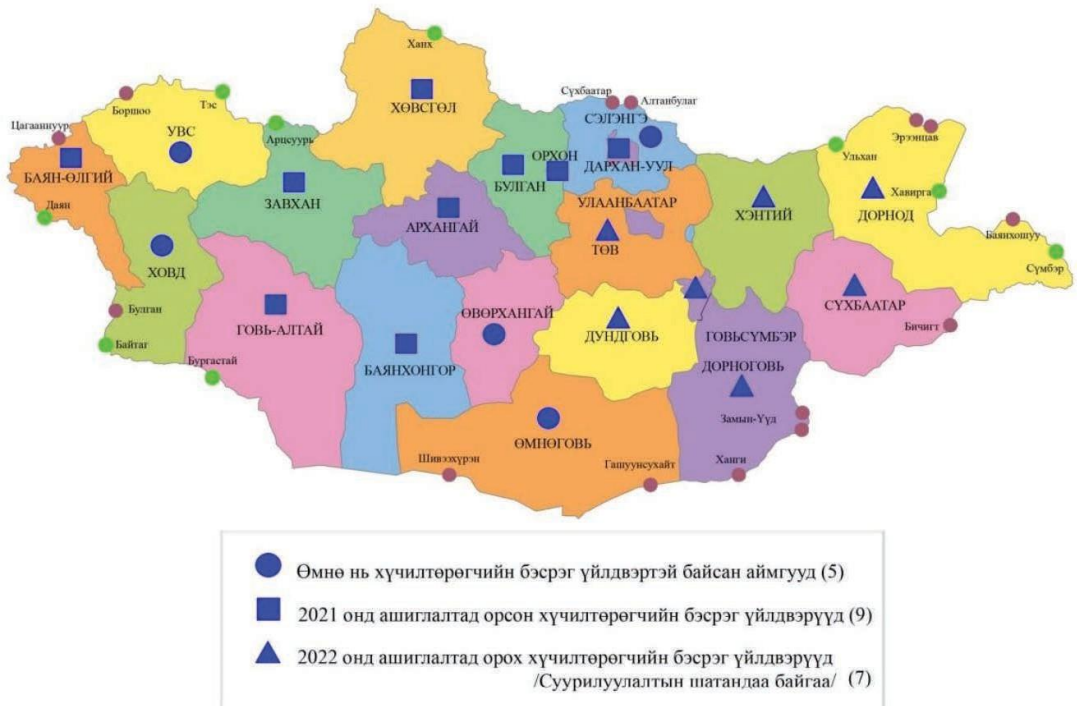 Ханх
ХӨВСГӨЛ
Тэс
Боршоо
УВС
Арцсуурь
Цагааннуур
БАЯН-ӨЛГИЙ
Даян
ХОВД
Булган
Байтаг
ЗАВХАН
ГОВЬ-АЛТАЙ
Бургастай
АРХАНГАЙ
БАЯНХОНГОР
ӨВӨРХАНГАЙ
БУЛГАН
ОРХОН
Сүхбаатар
Алтанбулаг
СЭЛЭНГЭ
ДАРХАН-УУЛ
УЛААНБААТАР
ТӨВ
ДУНДГОВЬ
ӨМНӨГОВЬ
Шивээхүрэн
Гашуунсухайт
ХЭНТИЙ
ГОВЬСҮМБЭР
ДОРНОГОВЬ
Замын-Үүд
Ханги
Эрээнцав
Ульхан
Хавирга
ДОРНОД
Баянхошуу
Сүмбэр
СҮХБААТАР
Бичигт
Өмнө нь хүчилтөрөгчийн бэсрэг үйлдвэртэй байсан аймгууд (5)
2021 онд ашиглалтад орсон хүчилтөрөгчийн бэсрэг үйлдвэрүүд (9)
2022 онд ашиглалтад орох хүчилтөрөгчийн бэсрэг үйлдвэрүүд
/Суурилуулалтын шатандаа байгаа/ (7)